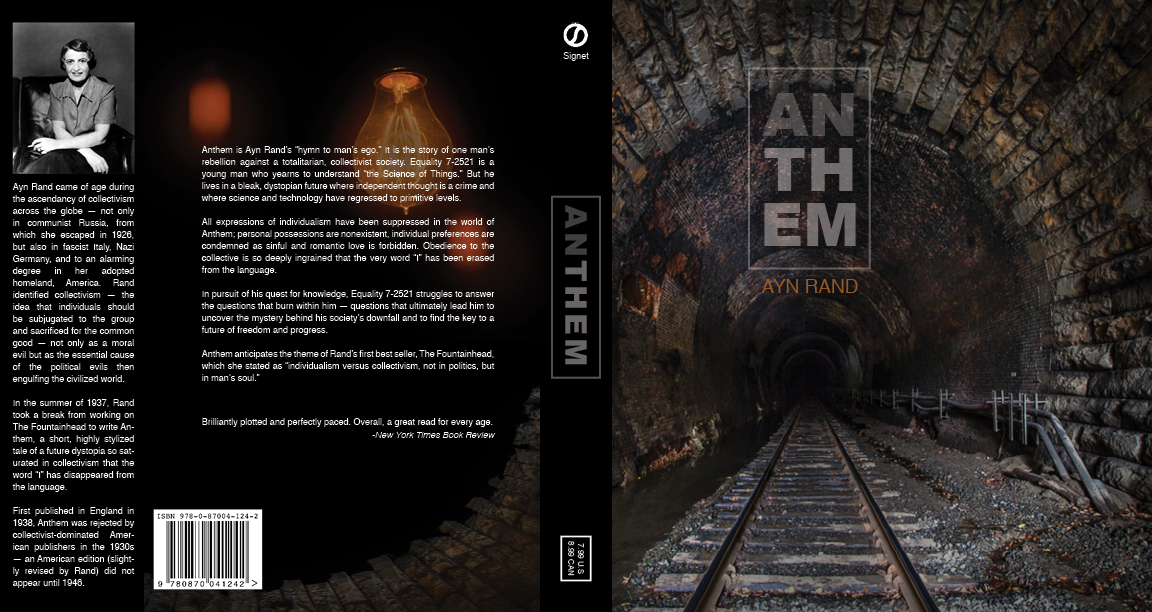 Ayn Rand came of age during
the ascendancy of collectivism
across the globe — not only
in communist Russia, from
which she escaped in 1926,
but also in fascist Italy, Nazi
Germany, and to an alarming
degree in her adopted
homeland, America. Rand
identified collectivism — the
idea that individuals should
be subjugated to the group
and sacrificed for the common
good — not only as a moral
evil but as the essential cause
of the political evils then
engulfing the civilized world.
In the summer of 1937, Rand
took a break from working on
The Fountainhead to write An-
them, a short, highly stylized
tale of a future dystopia so sat-
urated in collectivism that the
word "I" has disappeared from
the language.
First published in England in
1938, Anthem was rejected by
collectivist-dominated Amer-
ican publishers in the 1930s
— an American edition (slight-
ly revised by Rand) did not
appear until 1946.
Anthem is Ayn Rand's "hymn to man's ego." It is the story of one man's
rebellion against a totalitarian, collectivist society. Equality 7-2521 is a
young man who yearns to understand "the Science of Things." But he
lives in a bleak, dystopian future where independent thought is a crime and
where science and technology have regressed to primitive levels.
All expressions of individualism have been suppressed in the world of
Anthem; personal possessions are nonexistent, individual preferences are
condemned as sinful and romantic love is forbidden. Obedience to the
collective is so deeply ingrained that the very word "I" has been erased
from the language.
In pursuit of his quest for knowledge, Equality 7-2521 struggles to answer
the questions that burn within him — questions that ultimately lead him to
uncover the mystery behind his society's downfall and to find the key to a
future of freedom and progress.
Anthem anticipates the theme of Rand's first best seller, The Fountainhead,
which she stated as "individualism versus collectivism, not in politics, but
in man's soul."
Brilliantly plotted and perfectly paced. Overall, a great read for every age.
-New York Times Book Review
ISBN 978-0-87004-124-2
9 780870 041242 >
Signet
ANTHEM
7.99 U.S
8.99 CAN
AN
TH
EM
AYN RAND